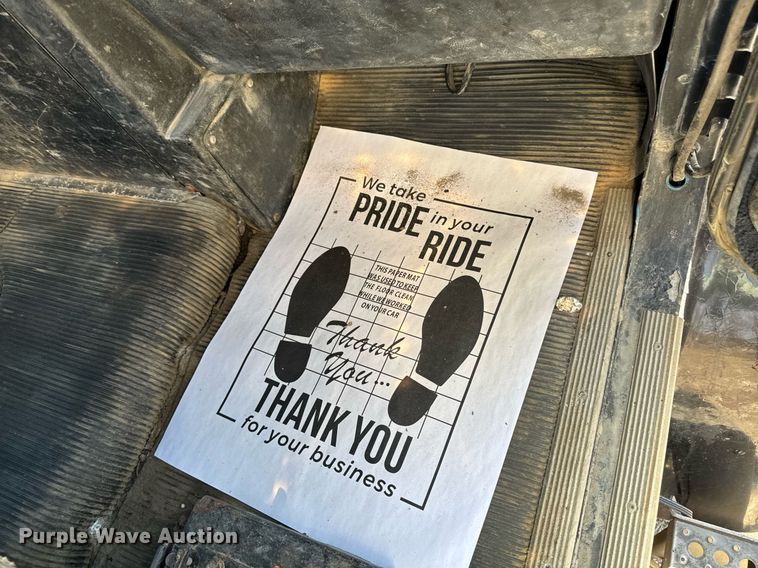 We take
PRIDE in your
RIDE
THIS PAPER MAT
WAS USED TO KEEP
THE FLOOR CLEAN
WHILE WE WORKED
ON YOUR CAR
Thank
You...
THANK YOU
for your business
Purple Wave Auction